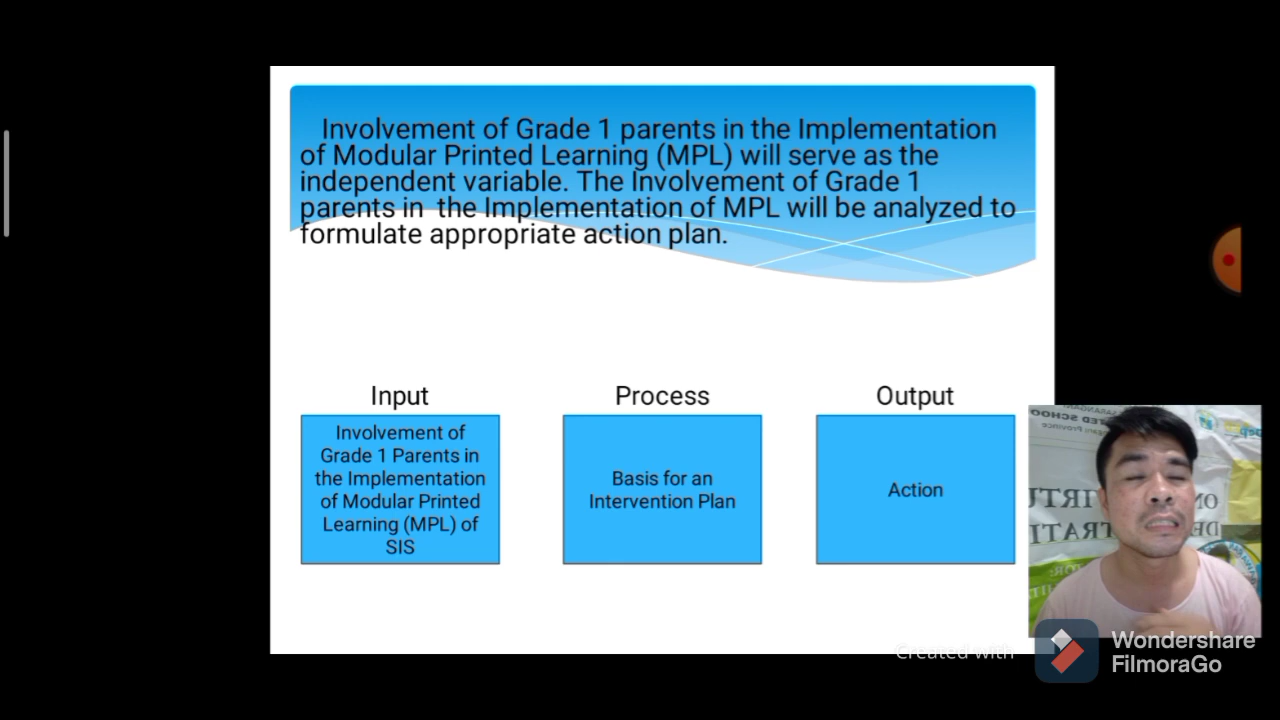 Involvement of Grade 1 parents in the Implementation
of Modular Printed Learning (MPL) will serve as the
independent variable. The Involvement of Grade 1
parents in the Implementation of MPL will be analyzed to
formulate appropriate action plan.
Input
Involvement of
Grade 1 Parents in
the Implementation
of Modular Printed
Learning (MPL) of
SIS
Process
Basis for an
Intervention Plan
Output
Action
Created with
Wondershare
FilmoraGo